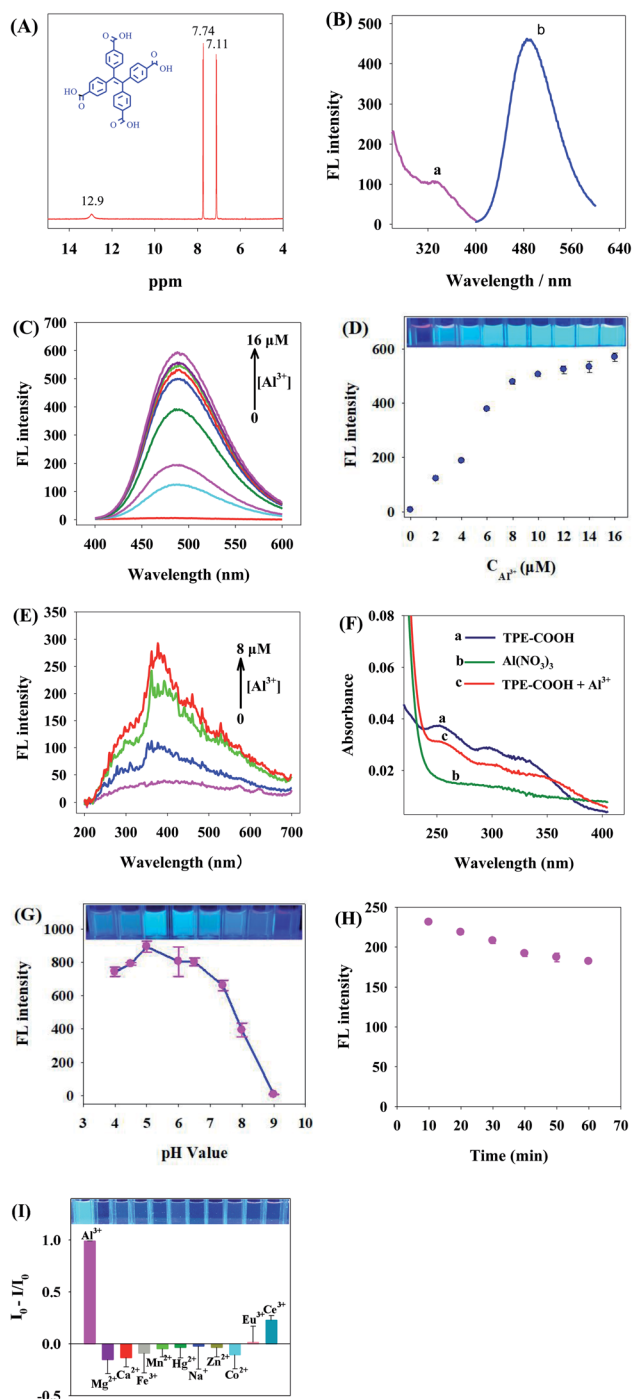 (A)
COOH
HOOC
COOH
COOH
7.74
7.11
12.9
15 12 10 8 6 4
ppm
(B)
500
400
300
200
100
0
a
b
320 400 480 560 640
FL intensity
Wavelength / nm
(C)
700
600
500
400
300
200
100
0
16 µM
[Al³⁺]
0
400 450 500 550 600
FL intensity
Wavelength (nm)
(D)
600
400
200
0
0 2 4 6 8 10 12 14 16
FL intensity
C Al³⁺ (µM)
(E)
350
300
250
200
150
100
50
0
8 µM
[Al³⁺]
0
200 300 400 500 600 700
FL intensity
Wavelength (nm)
(F)
0.08
0.06
0.04
0.02
a TPE-COOH
b Al(NO₃)₃
c TPE-COOH + Al³⁺
a
c
b
250 300 350 400
Absorbance
Wavelength (nm)
(G)
1000
800
600
400
200
0
3 4 5 6 7 8 9 10
FL intensity
pH Value
(H)
250
200
150
100
50
0
0 10 20 30 40 50 60 70
FL intensity
Time (min)
(I)
1.0
0.5
0.0
-0.5
I₀ - I/I₀
Al³⁺
Mg²⁺
Ca²⁺
Fe³⁺
Mn²⁺
Hg²⁺
Na⁺
Zn²⁺
Co²⁺
Eu³⁺
Ce³⁺